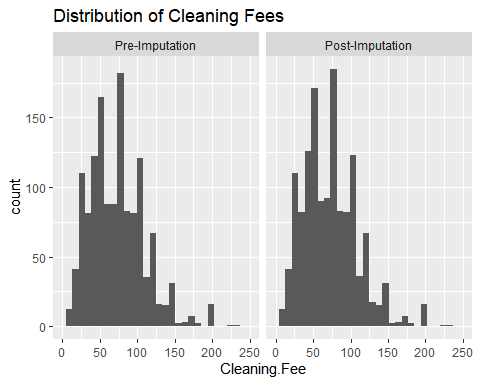 Distribution of Cleaning Fees
Pre-Imputation Post-Imputation
150
100
50
0
count
0 50 100 150 200 250 0 50 100 150 200 250
Cleaning.Fee